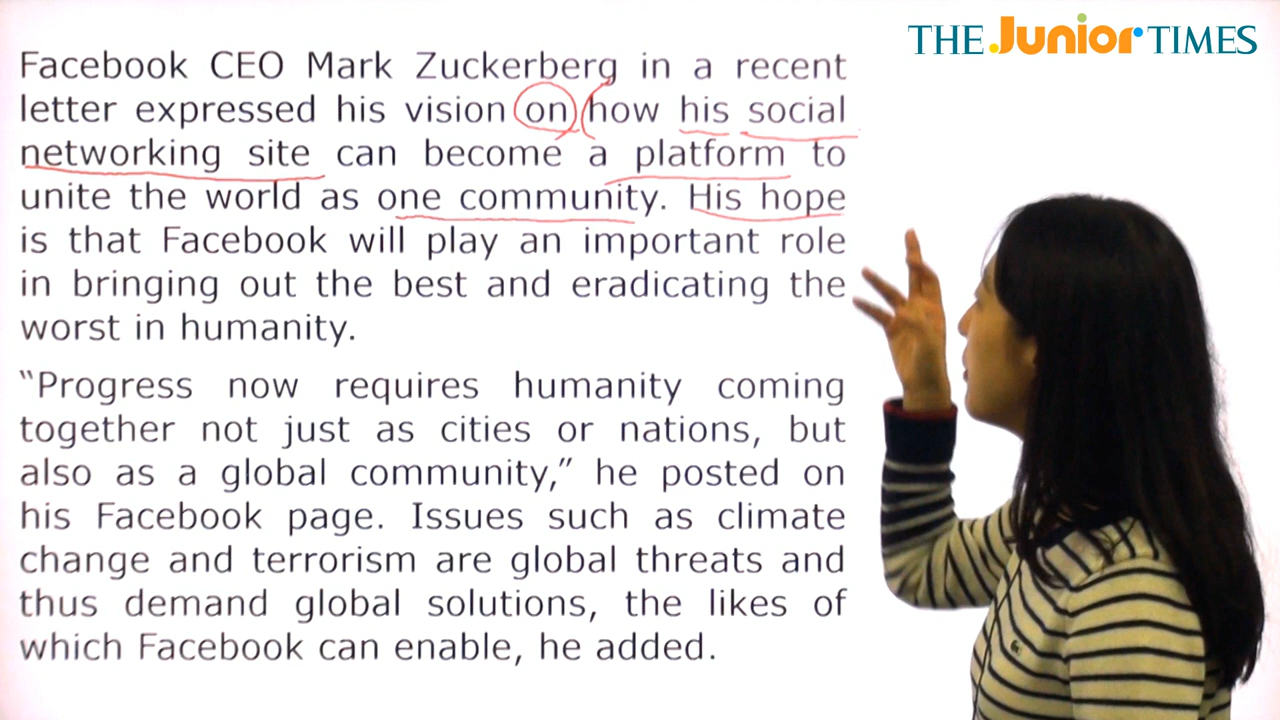 THE Junior TIMES
Facebook CEO Mark Zuckerberg in a recent
letter expressed his vision on how his social
networking site can become a platform to
unite the world as one community. His hope
is that Facebook will play an important role
in bringing out the best and eradicating the
worst in humanity.
“Progress now requires humanity coming
together not just as cities or nations, but
also as a global community,” he posted on
his Facebook page. Issues such as climate
change and terrorism are global threats and
thus demand global solutions, the likes of
which Facebook can enable, he added.